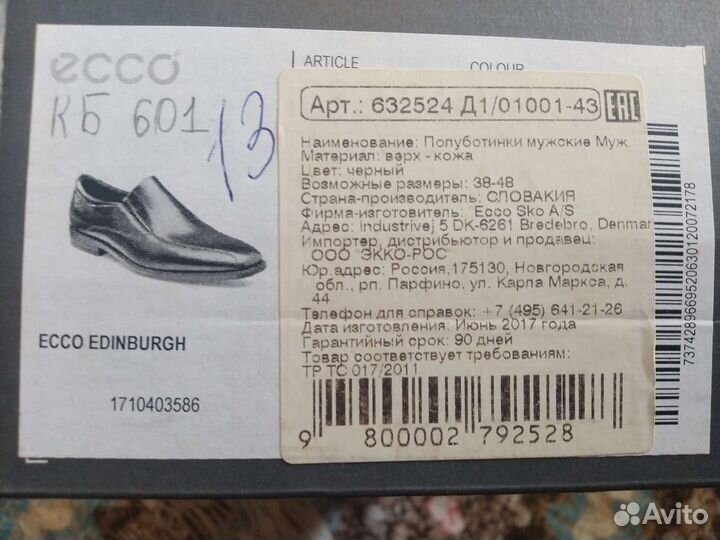 ecco
КБ 601
13
ARTICLE
COLOUR
Арт.: 632524 Д1/01001-43
EAC
Наименование: Полуботинки мужские Муж
Материал: верх - кожа
Цвет: черный
Возможные размеры: 38-48
Страна-производитель: СЛОВАКИЯ
Фирма-изготовитель: "Ecco Sko A/S"
Адрес: Industrivej 5 DK-6261 Bredebro, Denmar
Импортер, дистрибьютор и продавец:
ООО "ЭККО-РОС"
Юр.адрес: Россия,175130, Новгородская
обл., рп. Парфино, ул. Карла Маркса, д.
44
Телефон для справок: +7 (495) 641-21-26
Дата изготовления: Июнь 2017 года
Гарантийный срок: 90 дней
Товар соответствует требованиям:
ТР ТС 017/2011
9 800002 792528
ECCO EDINBURGH
1710403586
737428966952063012007 2178
Avito